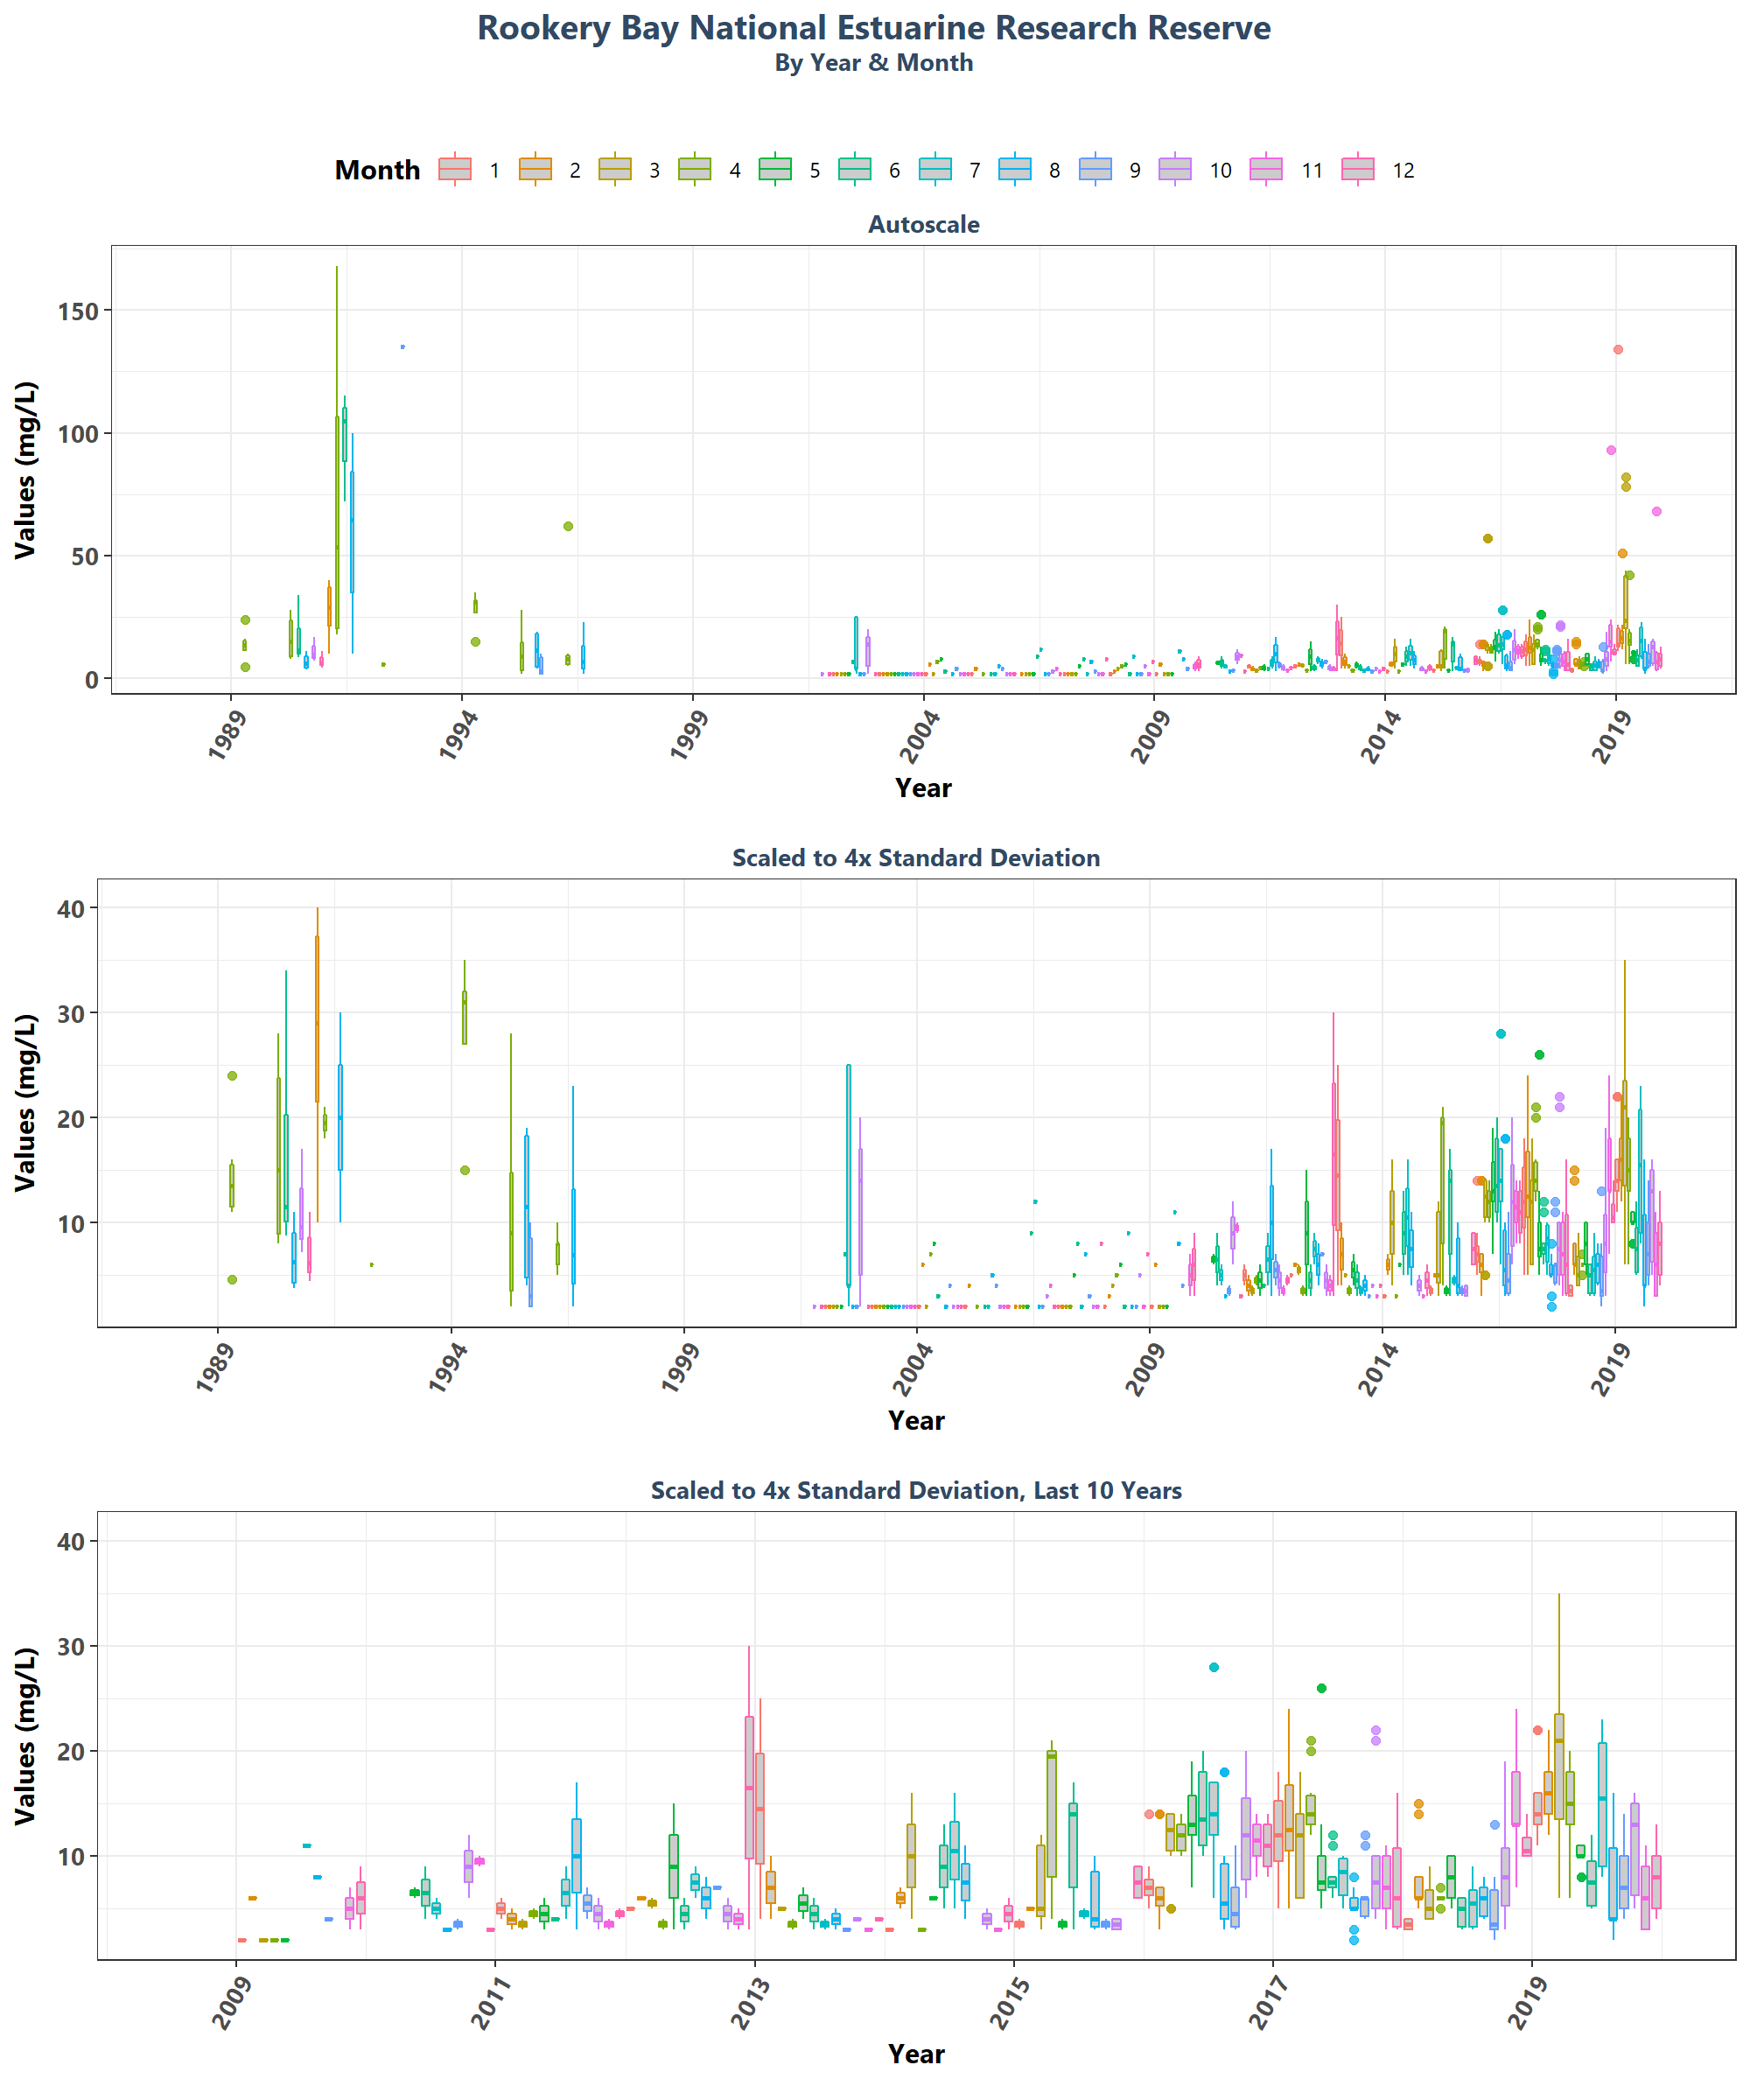 Rookery Bay National Estuarine Research Reserve
By Year & Month
Month 1 2 3 4 5 6 7 8 9 10 11 12
Autoscale
Values (mg/L)
150
100
50
0
1989 1994 1999 2004 2009 2014 2019
Year
Scaled to 4x Standard Deviation
Values (mg/L)
40
30
20
10
1989 1994 1999 2004 2009 2014 2019
Year
Scaled to 4x Standard Deviation, Last 10 Years
Values (mg/L)
40
30
20
10
2009 2011 2013 2015 2017 2019
Year